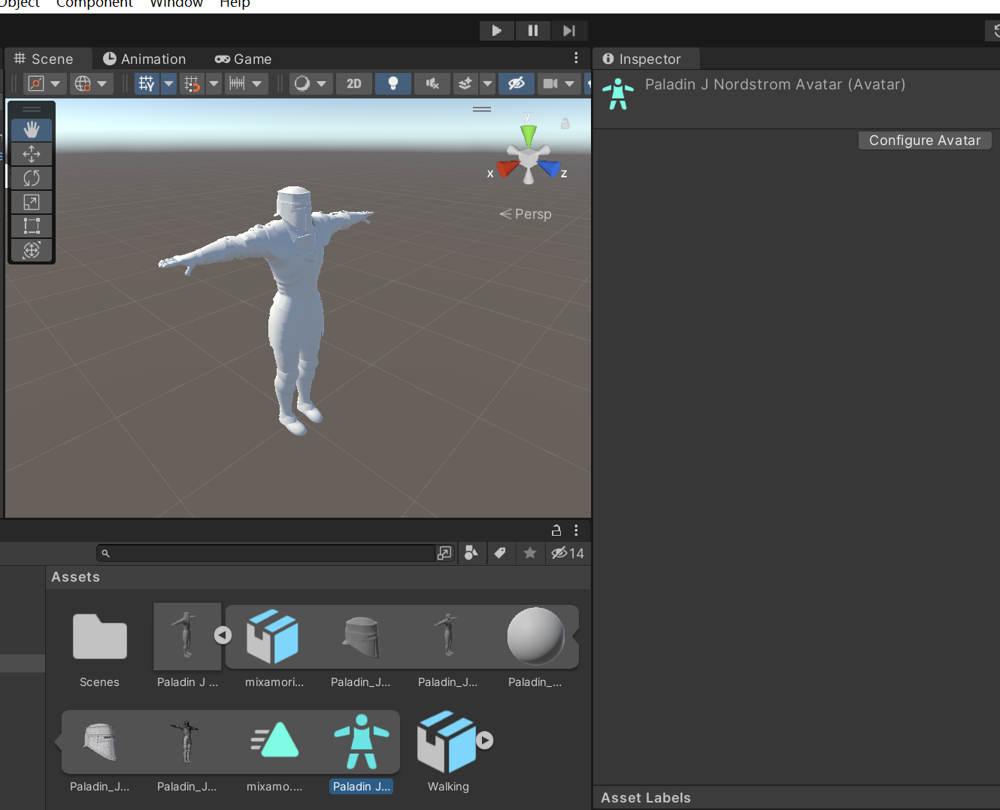 Object Component Window Help
Scene Animation Game
Inspector
2D
Paladin J Nordstrom Avatar (Avatar)
Configure Avatar
y
x z
Persp
14
Assets
Scenes Paladin J ... mixamori... Paladin_J... Paladin_J... Paladin_...
Paladin_J... Paladin_J... mixamo.... Paladin J... Walking
Asset Labels